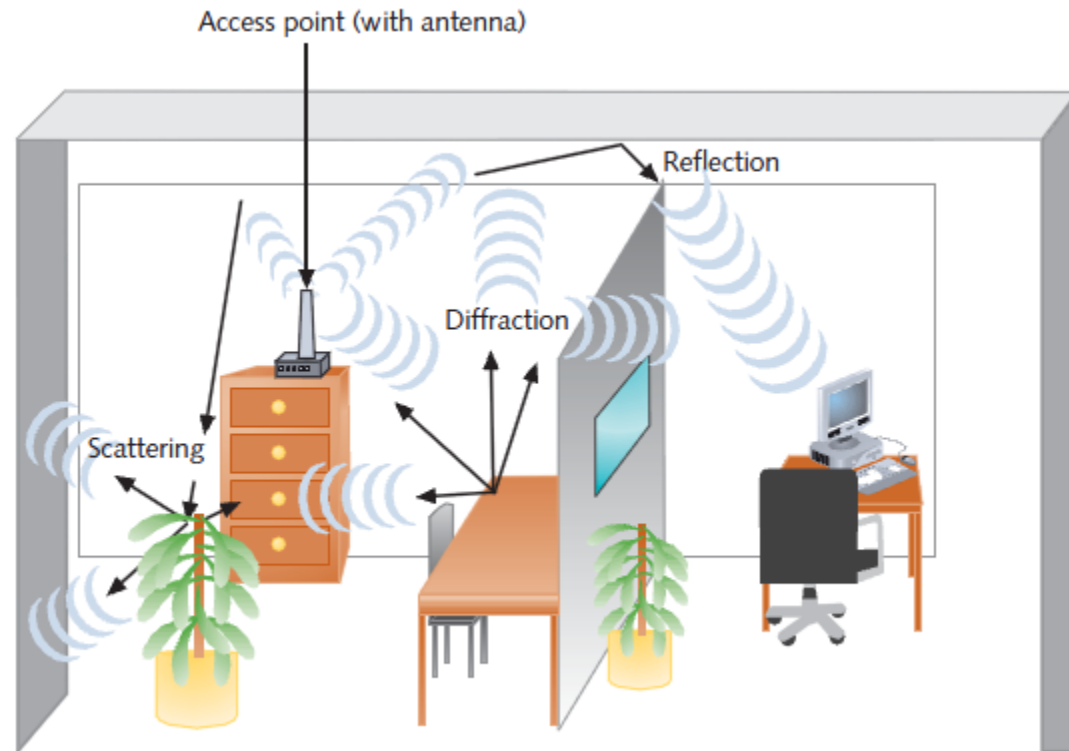 Access point (with antenna)
Reflection
Diffraction
Scattering